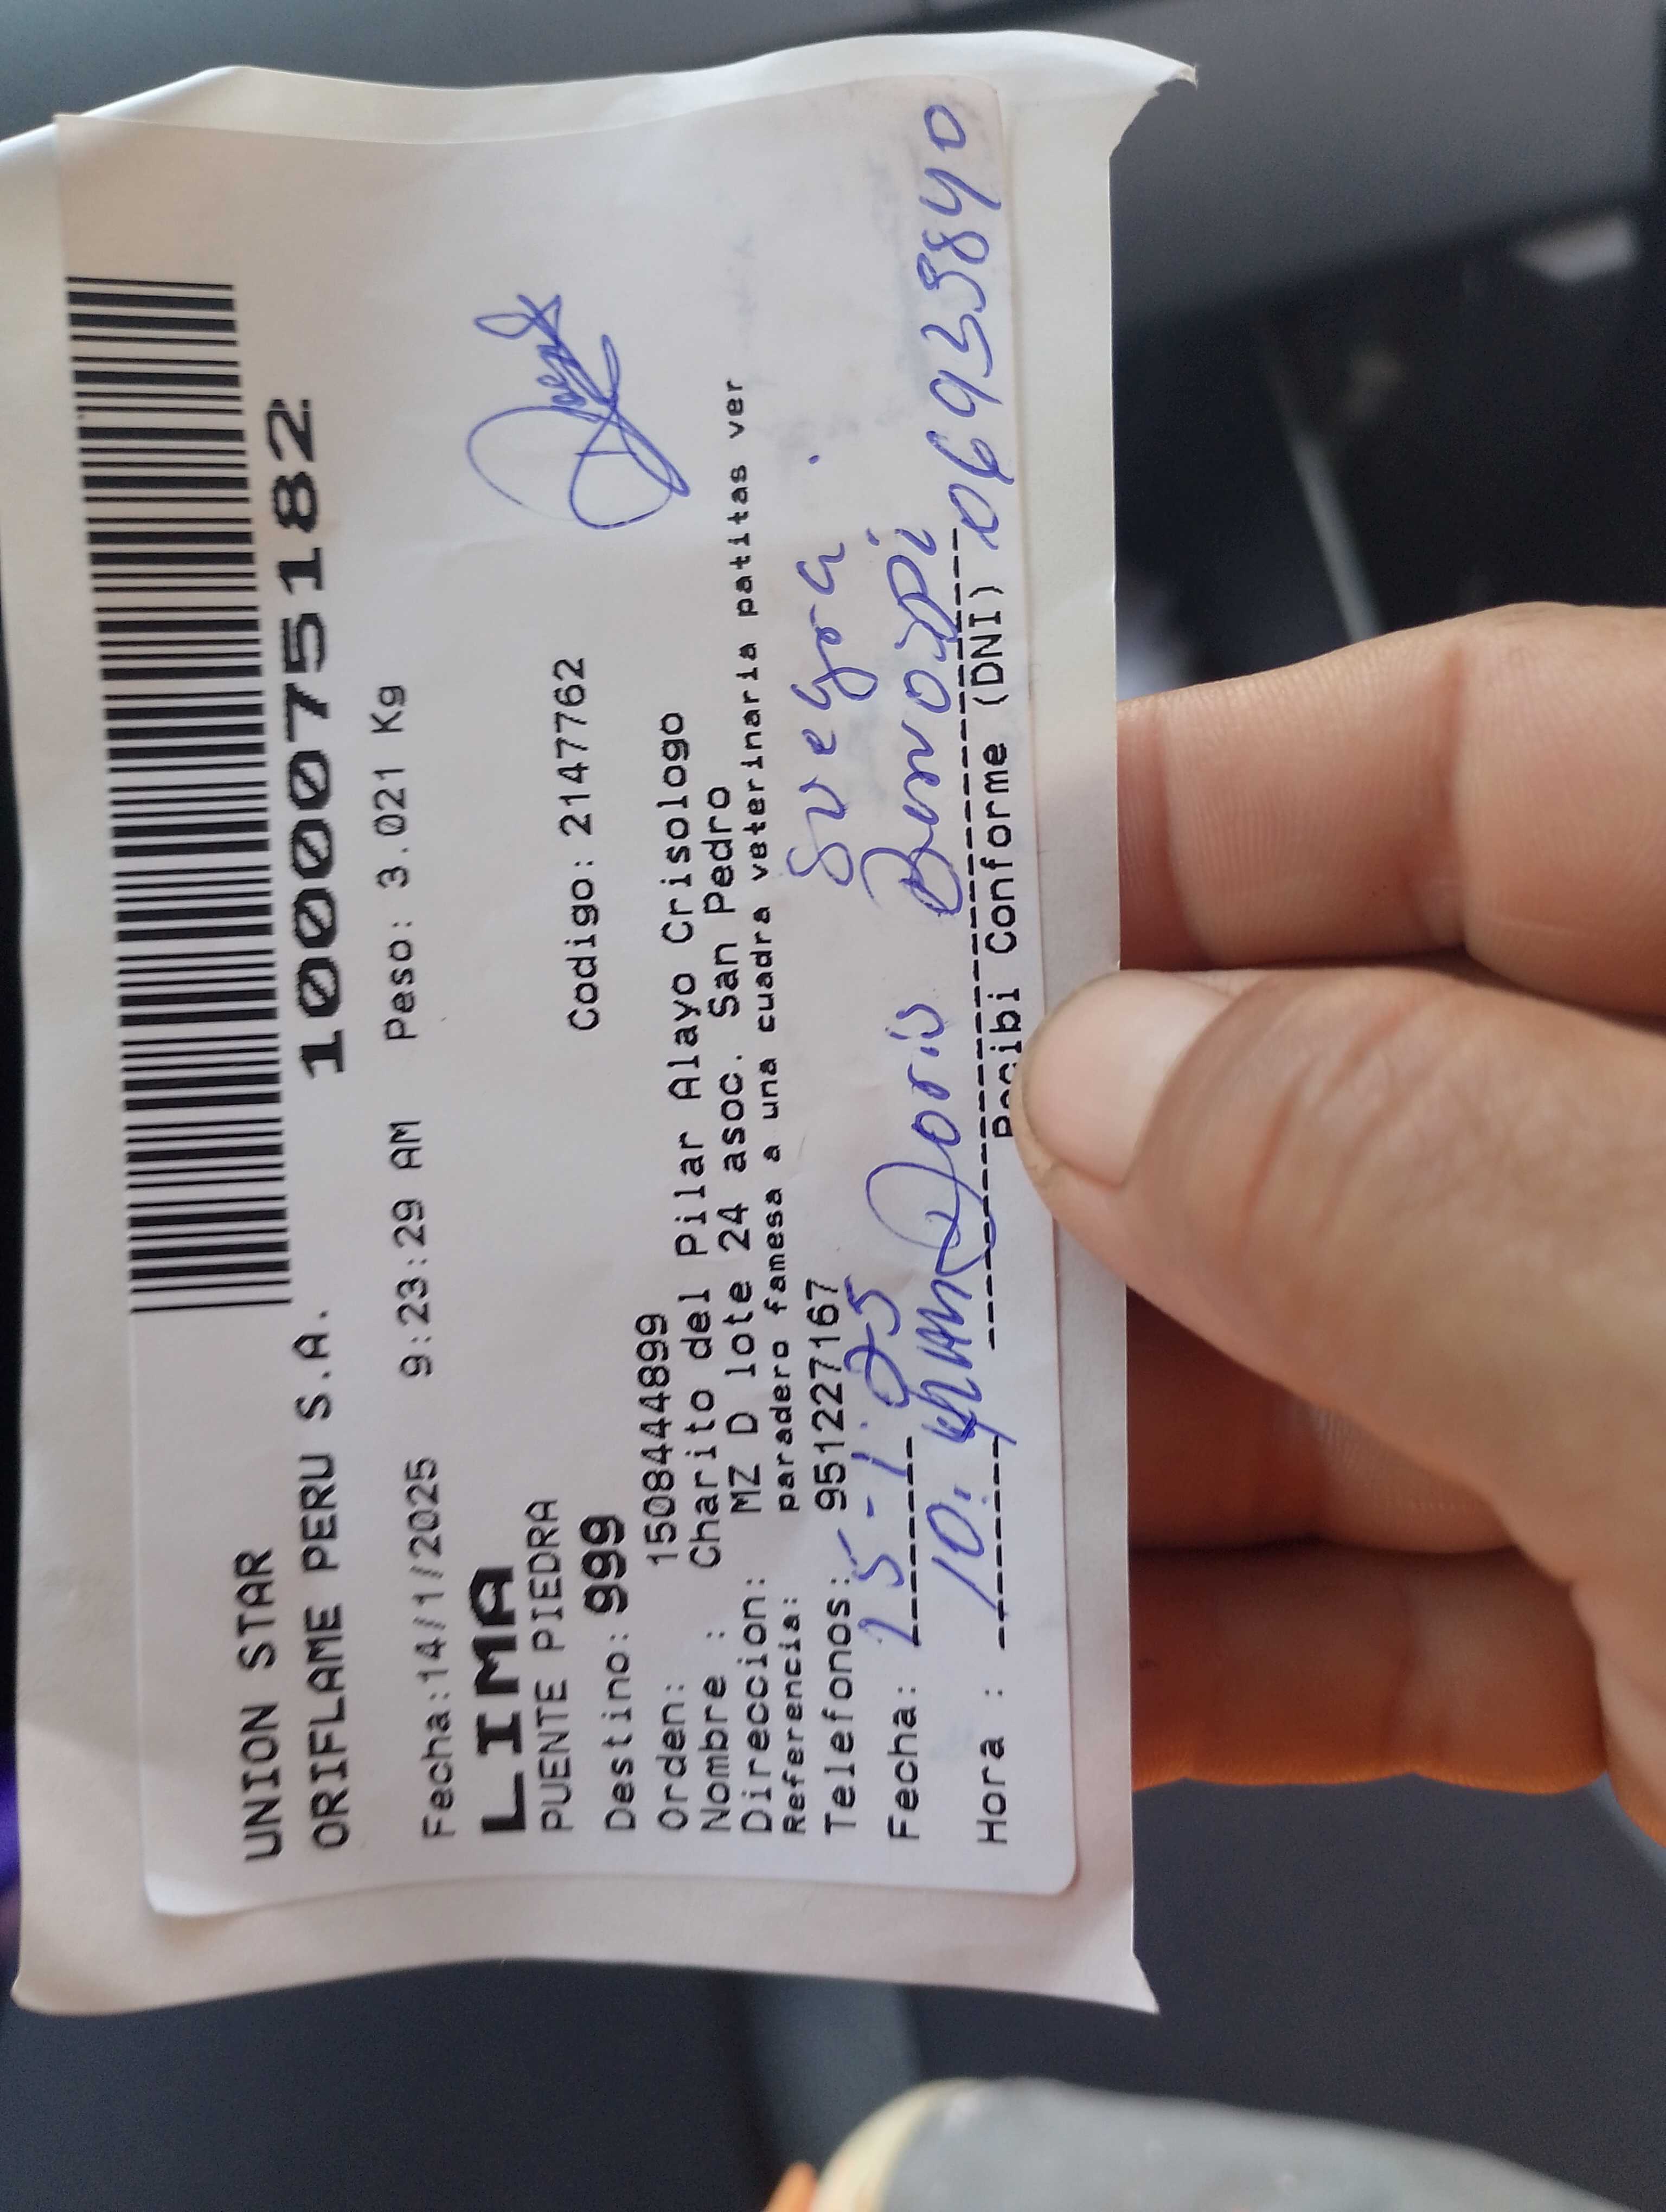 UNION STAR
ORIFLAME PERU S.A.
1000075182
Fecha:14/1/2025 9:23:29 AM Peso: 3.021 Kg
LIMA
PUENTE PIEDRA
Destino: 999 Codigo: 2147762
Orden: 1508444899
Nombre : Charito del Pilar Alayo Crisologo
Direccion: MZ D lote 24 asoc. San Pedro
Referencia: paradero famesa a una cuadra veterinaria patitas ver
Telefonos: 951227167
suegra
Fecha: 15-1-25
Doris
Hora : 10:
Recibi Conforme (DNI) 06933840